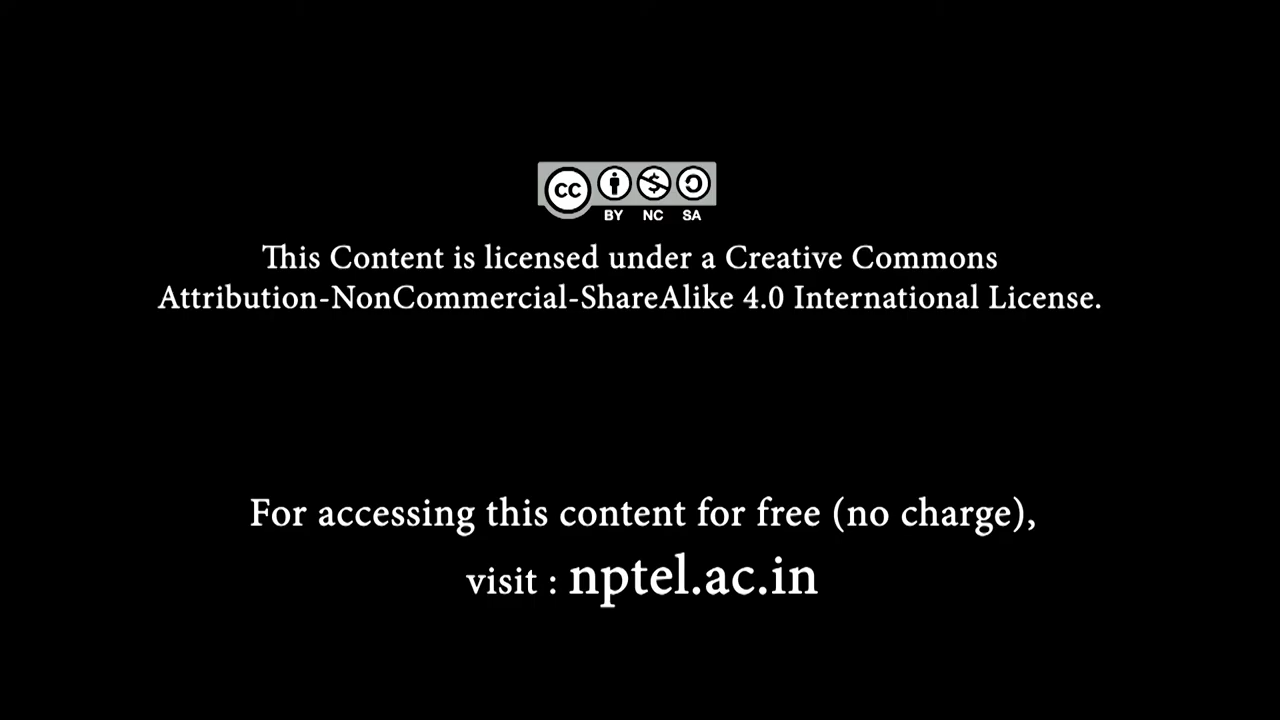 cc BY NC SA
This Content is licensed under a Creative Commons
Attribution-NonCommercial-ShareAlike 4.0 International License.
For accessing this content for free (no charge),
visit : nptel.ac.in